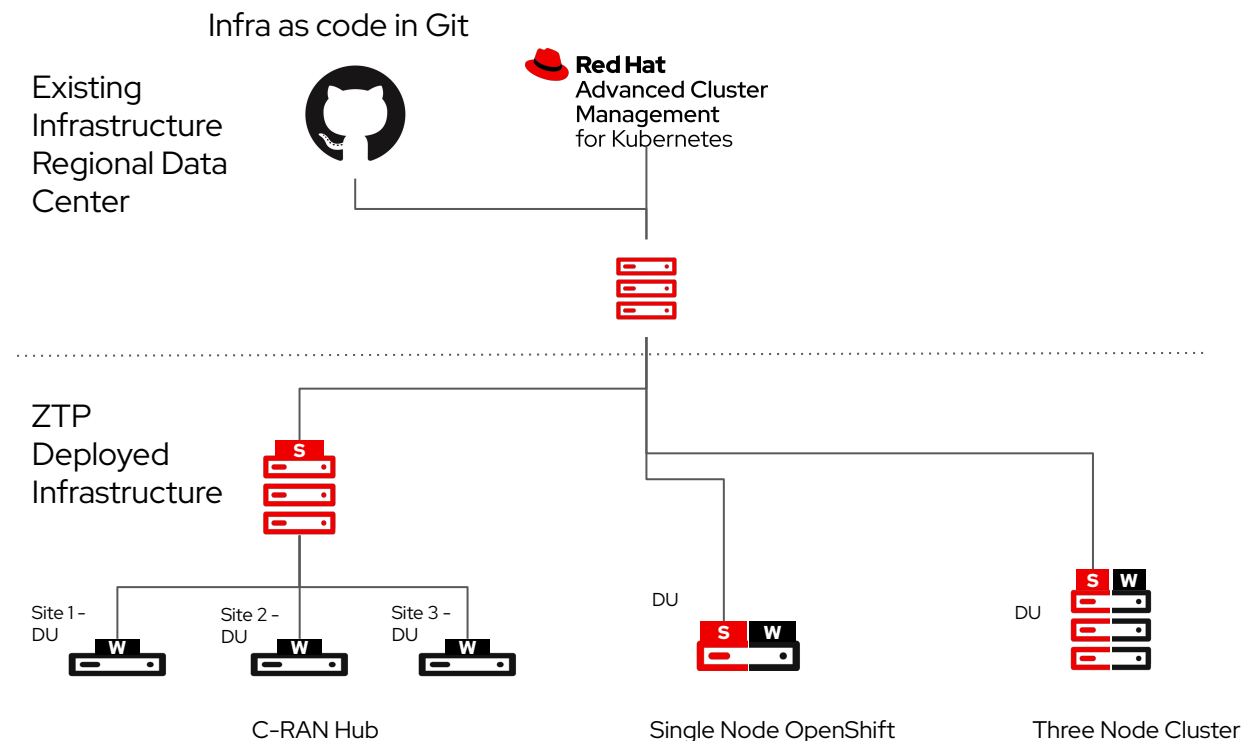 Infra as code in Git
Red Hat
Advanced Cluster
Management
for Kubernetes
Existing
Infrastructure
Regional Data
Center
ZTP
Deployed
Infrastructure
S
Site 1 -
DU
W
Site 2 -
DU
W
Site 3 -
DU
W
DU
S W
DU
S W
C-RAN Hub
Single Node OpenShift
Three Node Cluster